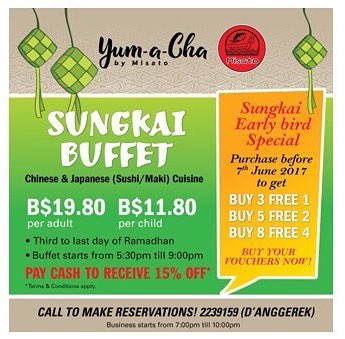 Yum-a-Cha
by Misato
Misato
SUNGKAI
BUFFET
Chinese & Japanese (Sushi/Maki) Cuisine
B$19.80 B$11.80
per adult per child
• Third to last day of Ramadhan
• Buffet starts from 5:30pm till 9:00pm
PAY CASH TO RECEIVE 15% OFF*
*Terms & Conditions apply.
Sungkai
Early bird
Special
Purchase before
7th June 2017
to get
BUY 3 FREE 1
BUY 5 FREE 2
BUY 8 FREE 4
BUY YOUR
FOUCHERS NOW!
CALL TO MAKE RESERVATIONS! 2239159 (D'ANGGEREK)
Business starts from 7:00pm till 10:00pm